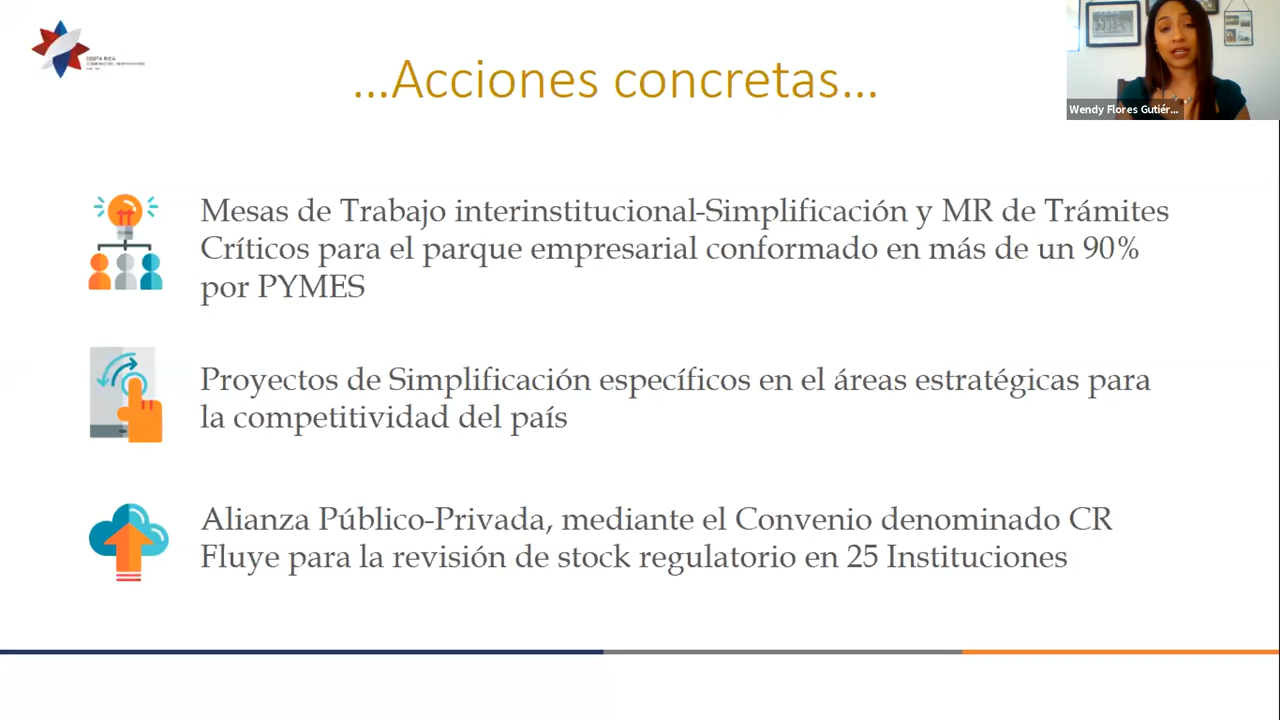 COSTA RICA
...Acciones concretas...
Wendy Flores Gutiér...
Mesas de Trabajo interinstitucional-Simplificación y MR de Trámites
Críticos para el parque empresarial conformado en más de un 90%
por PYMES
Proyectos de Simplificación específicos en el áreas estratégicas para
la competitividad del país
Alianza Público-Privada, mediante el Convenio denominado CR
Fluye para la revisión de stock regulatorio en 25 Instituciones